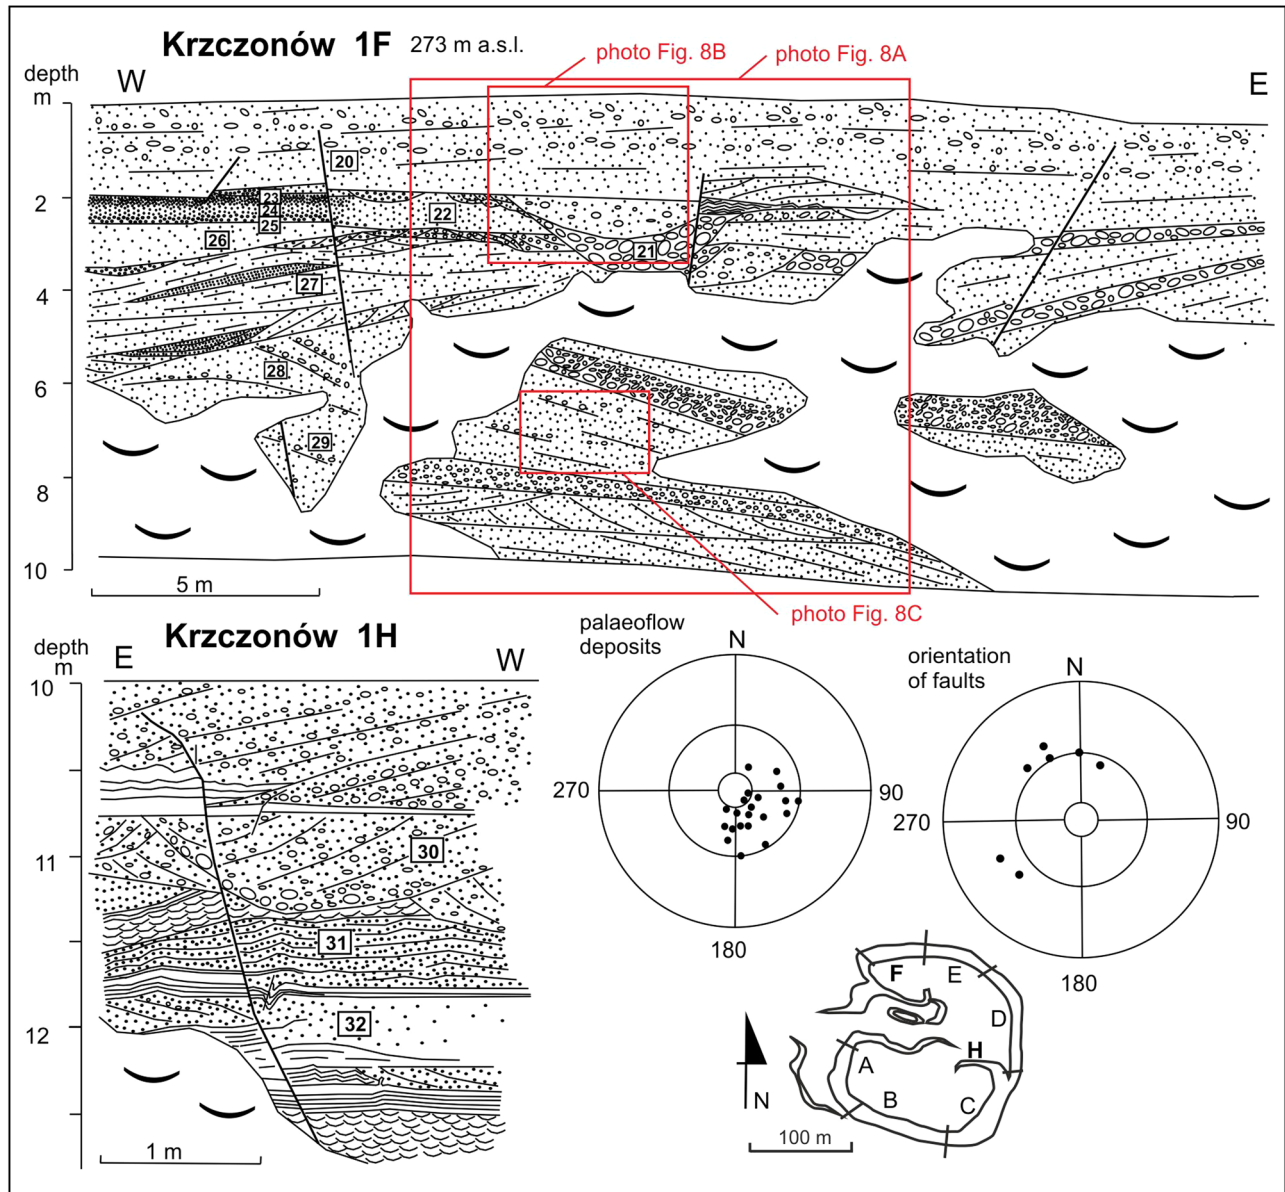 Krzczonów 1F 273 m a.s.l.
photo Fig. 8B
photo Fig. 8A
depth
m
W
E
20
2
23
24
25
22
26
21
27
4
28
6
29
8
10
5 m
photo Fig. 8C
Krzczonów 1H
depth
m
E
W
10
30
11
31
32
12
1 m
palaeoflow
deposits
N
270
90
180
orientation
of faults
N
270
90
180
F
E
D
H
A
B
C
N
100 m